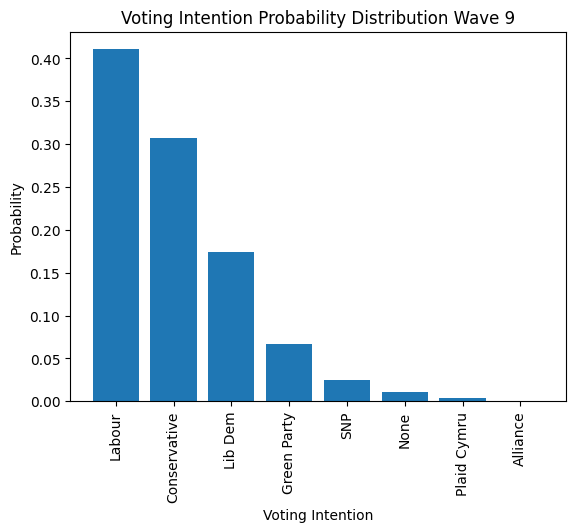 Voting Intention Probability Distribution Wave 9
Probability
0.40
0.35
0.30
0.25
0.20
0.15
0.10
0.05
0.00
Labour
Conservative
Lib Dem
Green Party
SNP
None
Plaid Cymru
Alliance
Voting Intention